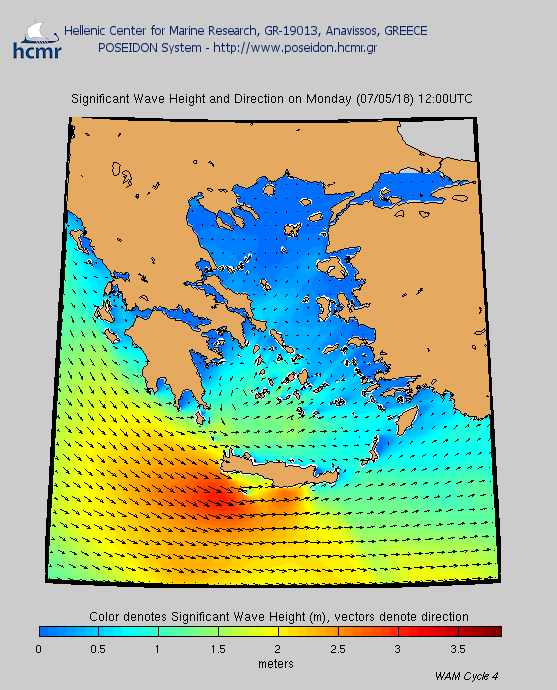 Hellenic Center for Marine Research, GR-19013, Anavissos, GREECE
POSEIDON System - http://www.poseidon.hcmr.gr
hcmr
Significant Wave Height and Direction on Monday (07/05/18) 12:00UTC
Color denotes Significant Wave Height (m), vectors denote direction
0 0.5 1 1.5 2 2.5 3 3.5
meters
WAM Cycle 4